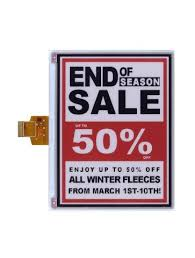 END OF SEASON
SALE
UP TO
50%
OFF
ENJOY UP TO 50% OFF
ALL WINTER FLEECES
FROM MARCH 1ST-10TH!